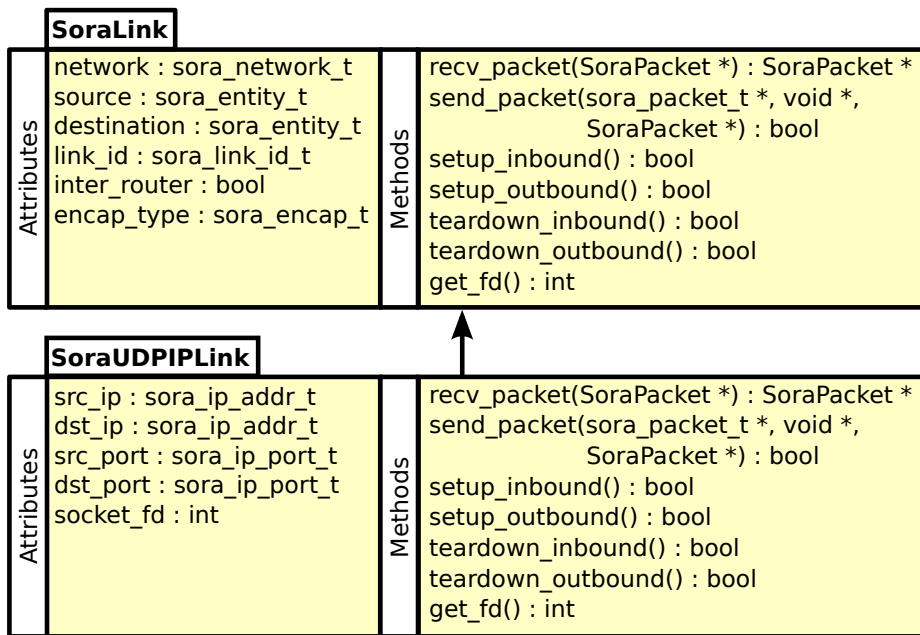 SoraLink
Attributes
network : sora_network_t
source : sora_entity_t
destination : sora_entity_t
link_id : sora_link_id_t
inter_router : bool
encap_type : sora_encap_t
Methods
recv_packet(SoraPacket *) : SoraPacket *
send_packet(sora_packet_t *, void *,
SoraPacket *) : bool
setup_inbound() : bool
setup_outbound() : bool
teardown_inbound() : bool
teardown_outbound() : bool
get_fd() : int
SoraUDPIPLink
Attributes
src_ip : sora_ip_addr_t
dst_ip : sora_ip_addr_t
src_port : sora_ip_port_t
dst_port : sora_ip_port_t
socket_fd : int
Methods
recv_packet(SoraPacket *) : SoraPacket *
send_packet(sora_packet_t *, void *,
SoraPacket *) : bool
setup_inbound() : bool
setup_outbound() : bool
teardown_inbound() : bool
teardown_outbound() : bool
get_fd() : int